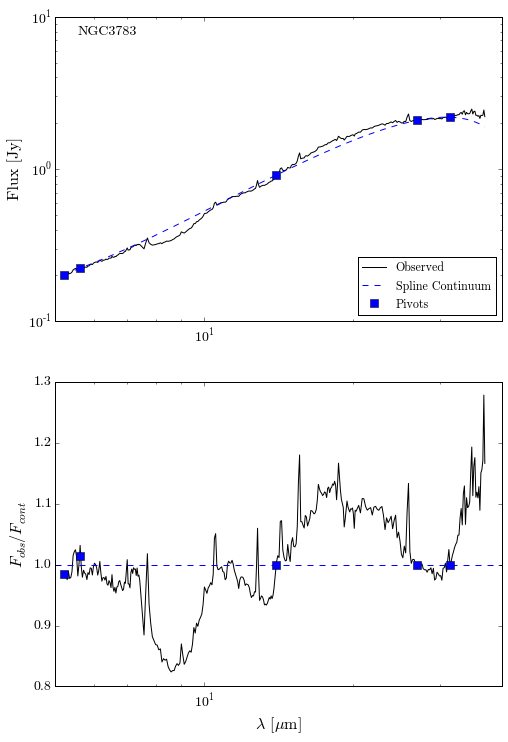 NGC3783
10^1
10^0
10^-1
Flux [Jy]
Observed
Spline Continuum
Pivots
10^1
1.3
1.2
1.1
1.0
0.9
0.8
F_obs/F_cont
10^1
λ [μm]